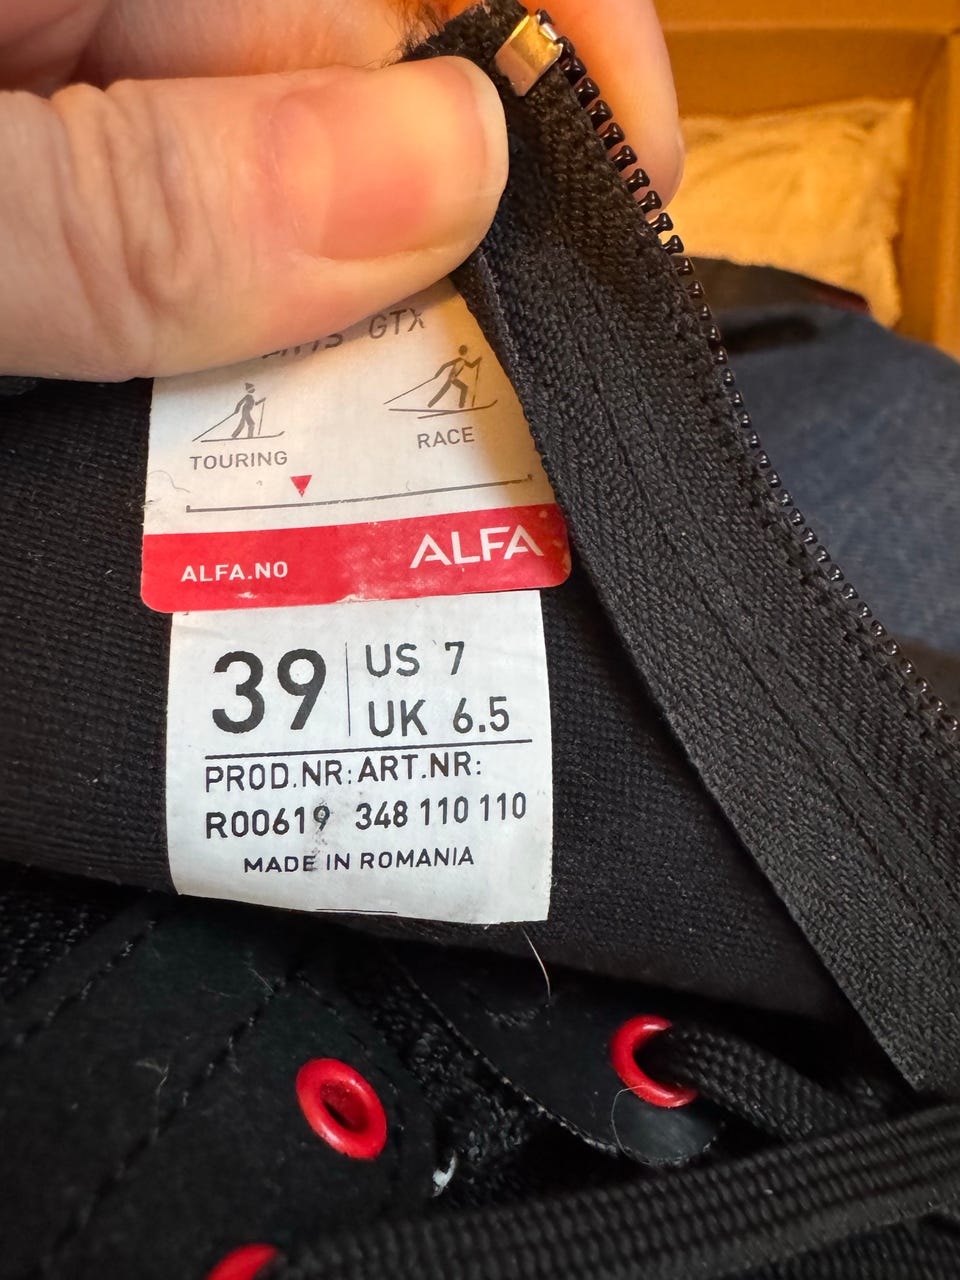 GTX
TOURING
RACE
ALFA.NO ALFA
39 US 7
UK 6.5
PROD.NR: ART.NR:
R00619 348 110 110
MADE IN ROMANIA